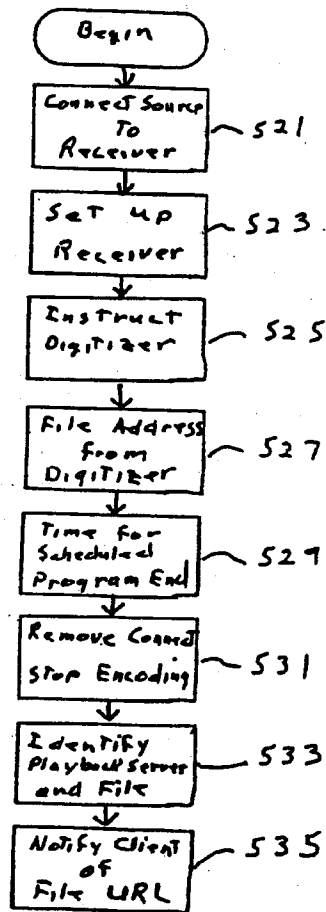 Begin
Connect Source
To
Receiver
521
Set up
Receiver
523
Instruct
Digitizer
525
File Address
from
Digitizer
527
Time for
Scheduled
Program End
529
Remove Connect
Stop Encoding
531
Identify
Playback Server
and File
533
Notify Client
of
File URL
535